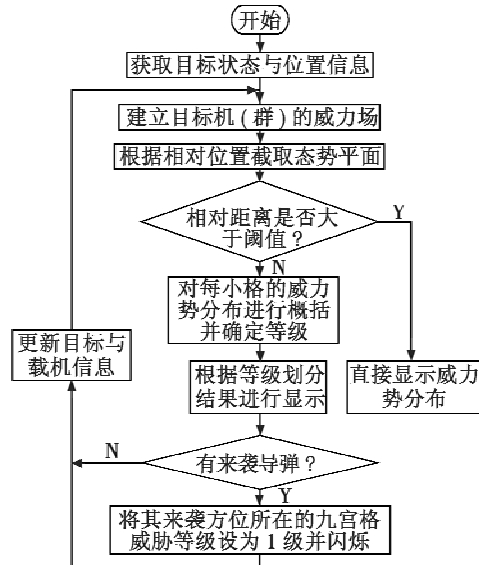 开始
获取目标状态与位置信息
建立目标机(群)的威力场
根据相对位置截取态势平面
相对距离是否大
于阈值?
Y
N
对每小格的威力
势分布进行概括
并确定等级
更新目标与
载机信息
根据等级划分
结果进行显示
直接显示威力
势分布
有来袭导弹?
N
Y
将其来袭方位所在的九宫格
威胁等级设为1级并闪烁